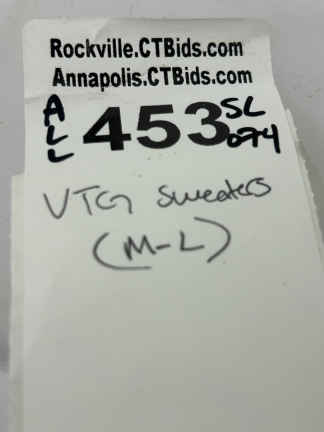 Rockville.CTBids.com
Annapolis.CTBids.com
ALL 453 SL 074
VTG Sweaters
(M-L)